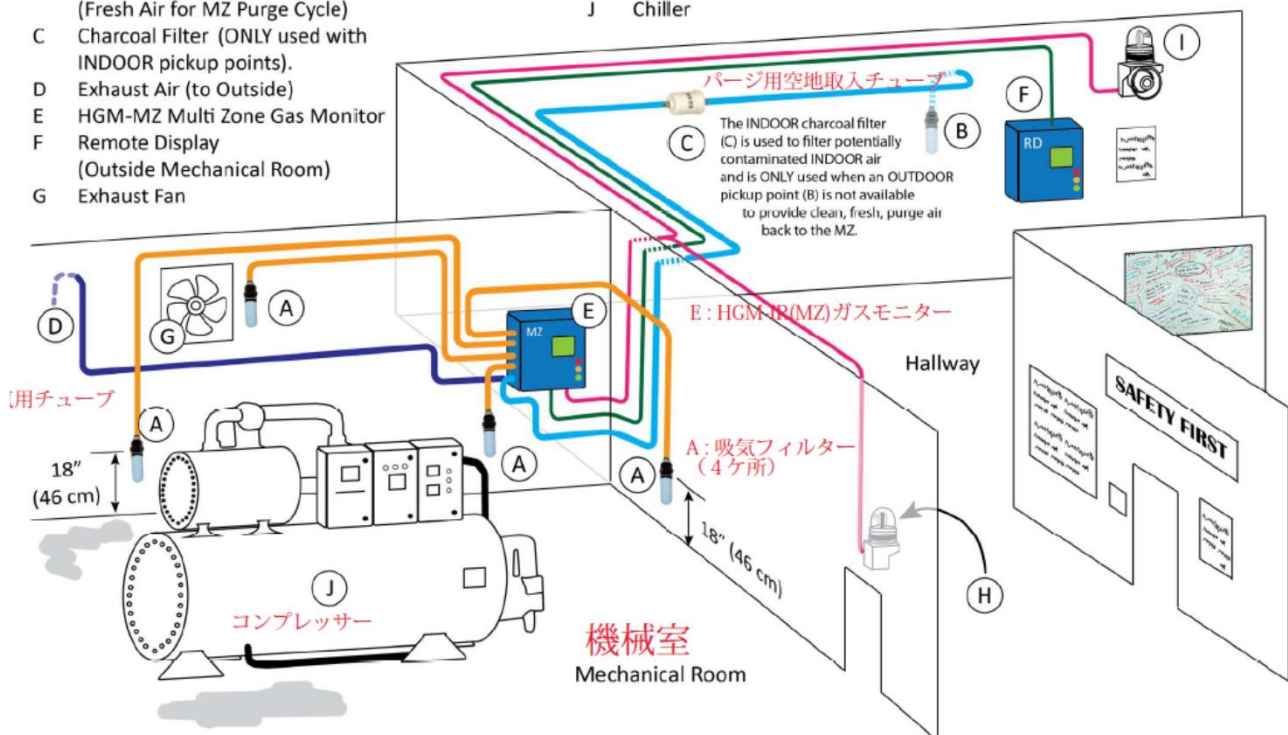 (Fresh Air for MZ Purge Cycle)
C Charcoal Filter (ONLY used with
INDOOR pickup points).
D Exhaust Air (to Outside)
E HGM-MZ Multi Zone Gas Monitor
F Remote Display
(Outside Mechanical Room)
G Exhaust Fan
J Chiller
I
パージ用空地取入チューブ
F
C
The INDOOR charcoal filter
(C) is used to filter potentially
contaminated INDOOR air
and is ONLY used when an OUTDOOR
pickup point (B) is not available
to provide clean, fresh, purge air
back to the MZ.
B
RD
D
G
A
MZ
E
E : HGM-IR(MZ)ガスモニター
Hallway
用チューブ
A
18"
(46 cm)
A
A
A : 吸気フィルター
(4ケ所)
18" (46 cm)
SAFETY FIRST
H
J
コンプレッサー
機械室
Mechanical Room